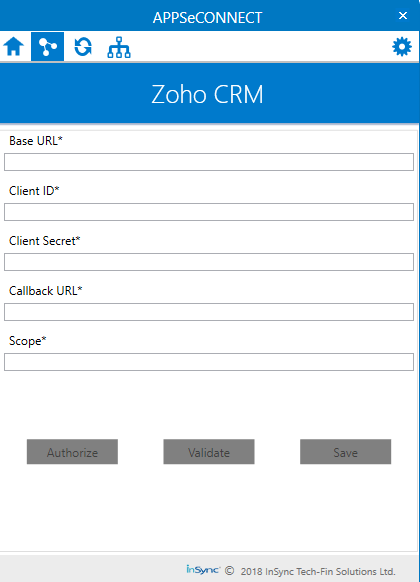 APPSeCONNECT
Zoho CRM
Base URL*
Client ID*
Client Secret*
Callback URL*
Scope*
Authorize Validate Save
inSync © 2018 InSync Tech-Fin Solutions Ltd.